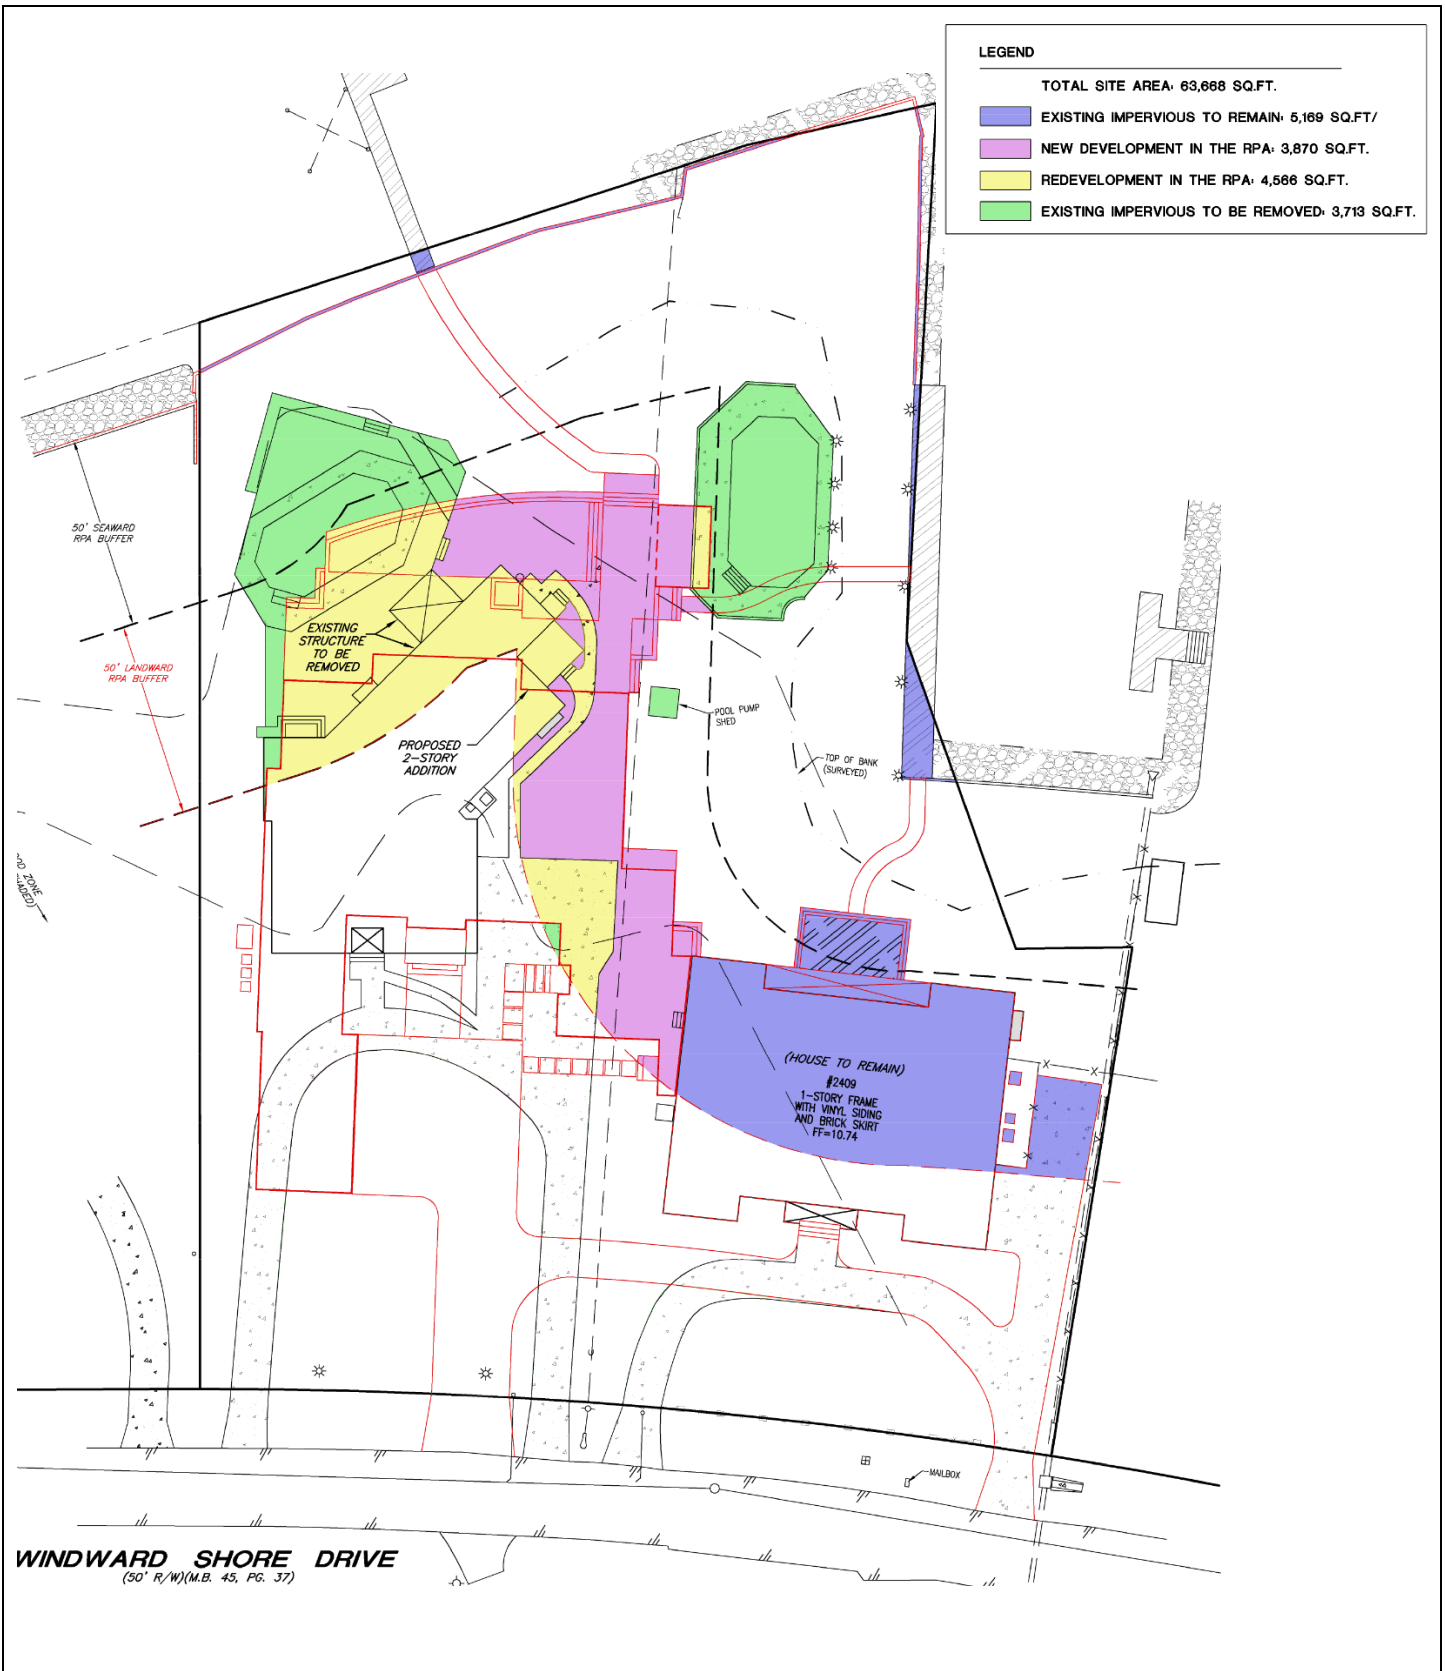 LEGEND
TOTAL SITE AREA: 63,668 SQ.FT.
EXISTING IMPERVIOUS TO REMAIN: 5,169 SQ.FT/
NEW DEVELOPMENT IN THE RPA: 3,870 SQ.FT.
REDEVELOPMENT IN THE RPA: 4,566 SQ.FT.
EXISTING IMPERVIOUS TO BE REMOVED: 3,713 SQ.FT.
50' SEAWARD
RPA BUFFER
EXISTING
STRUCTURE
TO BE
REMOVED
50' LANDWARD
RPA BUFFER
POOL PUMP
SHED
PROPOSED
2-STORY
ADDITION
TOP OF BANK
(SURVEYED)
ZONE
(HOUSE TO REMAIN)
#2409
1-STORY FRAME
WITH VINYL SIDING
AND BRICK SKIRT
FF=10.74
MAILBOX
WINDWARD SHORE DRIVE
(50' R/W)(M.B. 45, PG. 37)